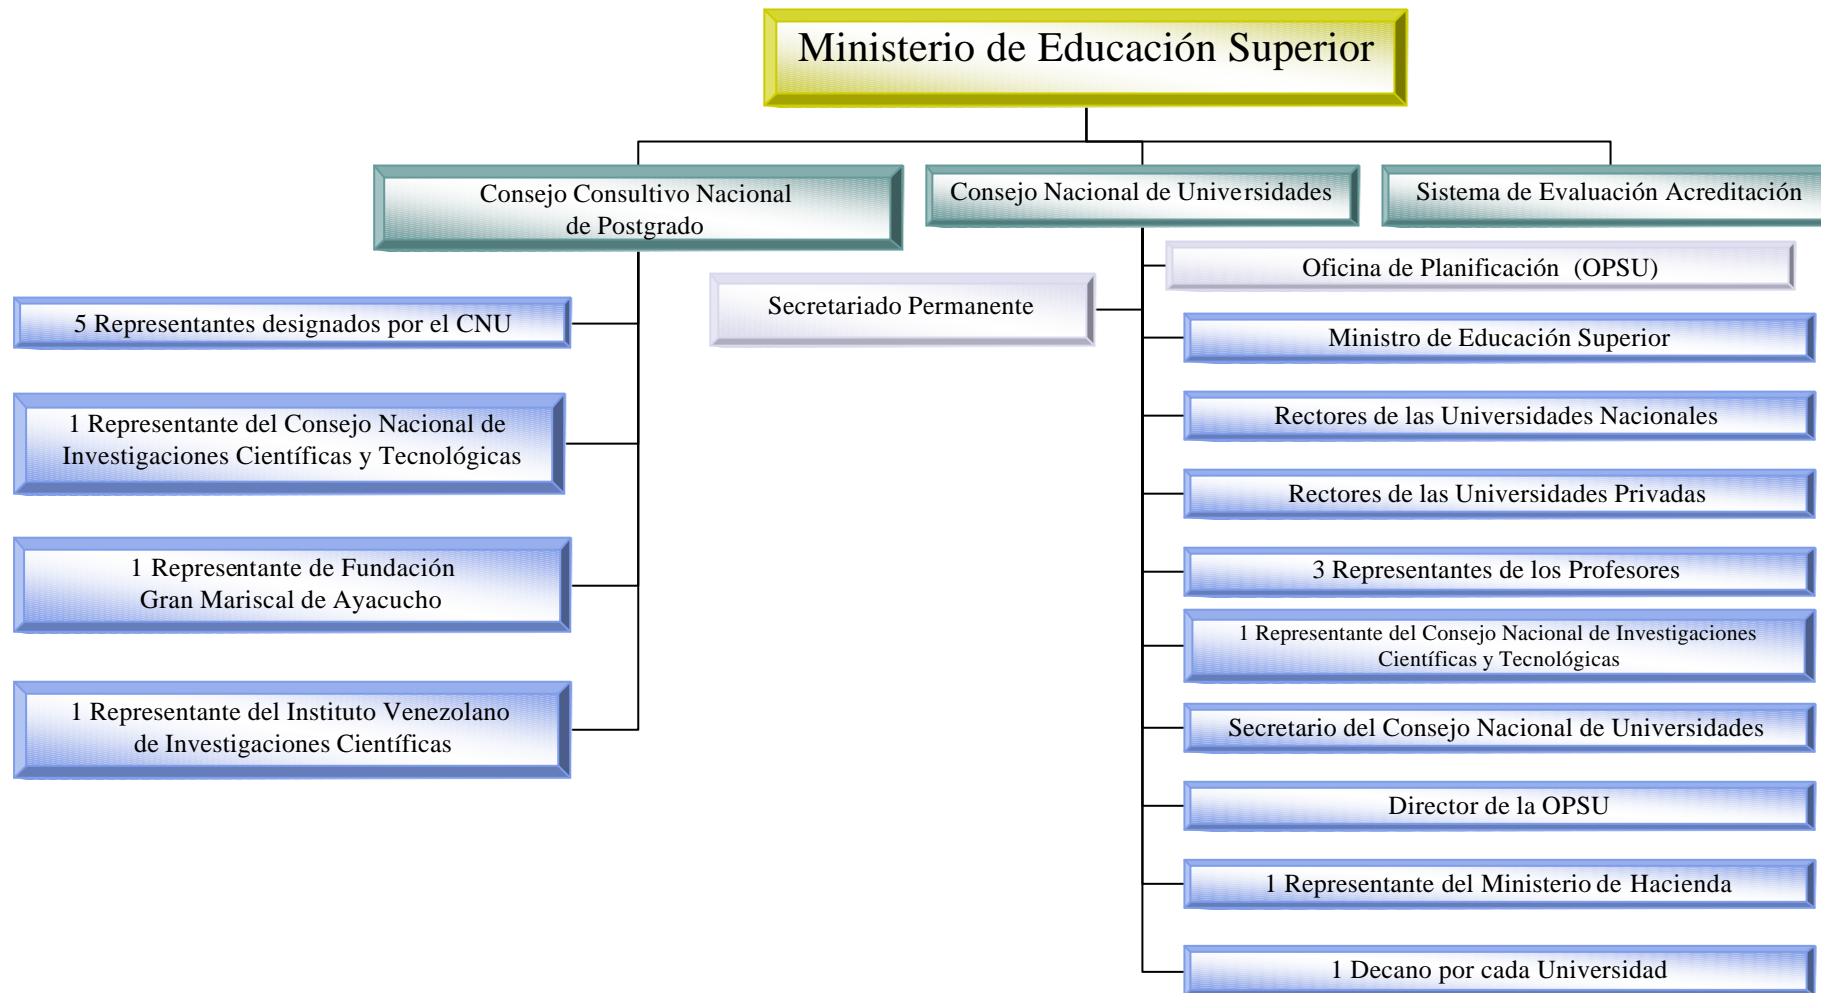 Ministerio de Educación Superior
Consejo Consultivo Nacional
de Postgrado
Consejo Nacional de Universidades
Sistema de Evaluación Acreditación
Oficina de Planificación (OPSU)
Secretariado Permanente
5 Representantes designados por el CNU
1 Representante del Consejo Nacional de
Investigaciones Científicas y Tecnológicas
1 Representante de Fundación
Gran Mariscal de Ayacucho
1 Representante del Instituto Venezolano
de Investigaciones Científicas
Ministro de Educación Superior
Rectores de las Universidades Nacionales
Rectores de las Universidades Privadas
3 Representantes de los Profesores
1 Representante del Consejo Nacional de Investigaciones
Científicas y Tecnológicas
Secretario del Consejo Nacional de Universidades
Director de la OPSU
1 Representante del Ministerio de Hacienda
1 Decano por cada Universidad